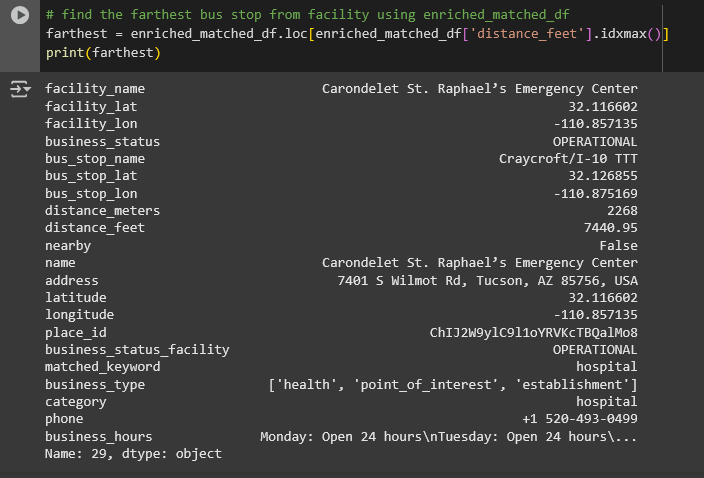 # find the farthest bus stop from facility using enriched_matched_df
farthest = enriched_matched_df.loc[enriched_matched_df['distance_feet'].idxmax()]
print(farthest)
facility_name Carondelet St. Raphael’s Emergency Center
facility_lat 32.116602
facility_lon -110.857135
business_status OPERATIONAL
bus_stop_name Craycroft/I-10 TTT
bus_stop_lat 32.126855
bus_stop_lon -110.875169
distance_meters 2268
distance_feet 7440.95
nearby False
name Carondelet St. Raphael’s Emergency Center
address 7401 S Wilmot Rd, Tucson, AZ 85756, USA
latitude 32.116602
longitude -110.857135
place_id ChIJ2W9ylC9l1oYRVKcTBQalMo8
business_status_facility OPERATIONAL
matched_keyword hospital
business_type ['health', 'point_of_interest', 'establishment']
category hospital
phone +1 520-493-0499
business_hours Monday: Open 24 hours\nTuesday: Open 24 hours\...
Name: 29, dtype: object